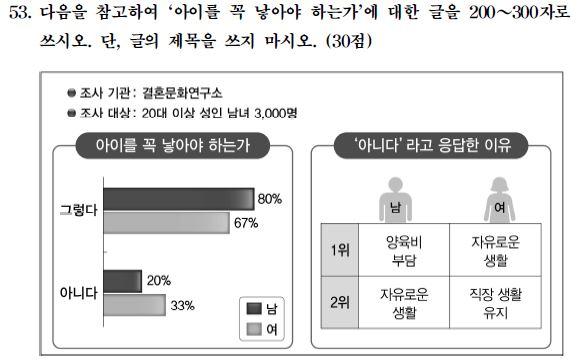 53. 다음을 참고하여 ‘아이를 꼭 낳아야 하는가’에 대한 글을 200～300자로
쓰시오. 단, 글의 제목을 쓰지 마시오. (30점)
● 조사 기관 : 결혼문화연구소
● 조사 대상 : 20대 이상 성인 남녀 3,000명
아이를 꼭 낳아야 하는가
그렇다
80%
67%
아니다
20%
33%
남
여
‘아니다’라고 응답한 이유
남
여
1위
양육비
부담
자유로운
생활
2위
자유로운
생활
직장 생활
유지